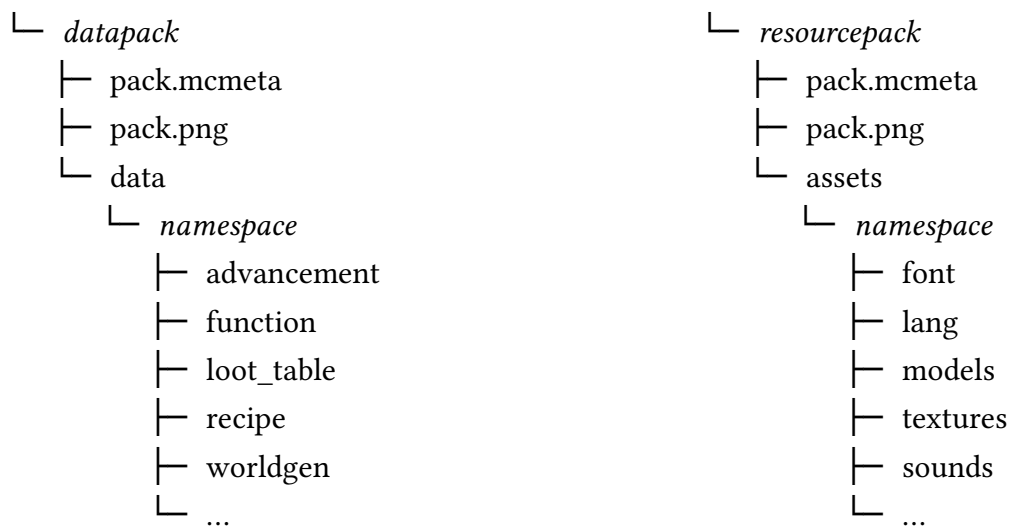 └─ datapack
├─ pack.mcmeta
├─ pack.png
└─ data
└─ namespace
├─ advancement
├─ function
├─ loot_table
├─ recipe
├─ worldgen
└─ ...
└─ resourcepack
├─ pack.mcmeta
├─ pack.png
└─ assets
└─ namespace
├─ font
├─ lang
├─ models
├─ textures
├─ sounds
└─ ...